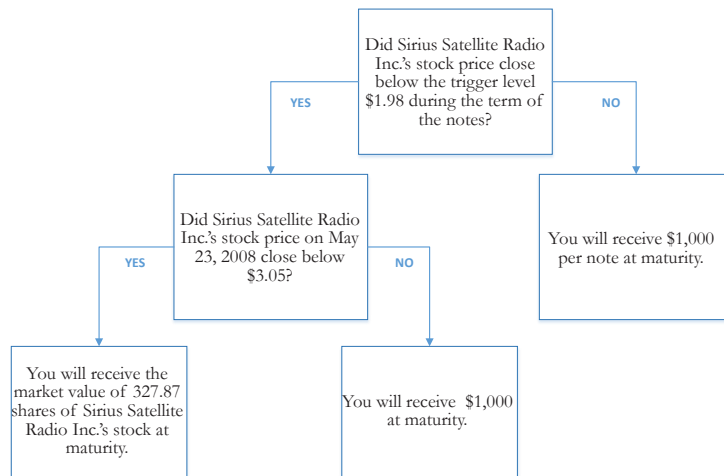 Did Sirius Satellite Radio
Inc.'s stock price close
below the trigger level
$1.98 during the term of
the notes?
YES
NO
Did Sirius Satellite Radio
Inc.'s stock price on May
23, 2008 close below
$3.05?
You will receive $1,000
per note at maturity.
YES
NO
You will receive the
market value of 327.87
shares of Sirius Satellite
Radio Inc.'s stock at
maturity.
You will receive $1,000
at maturity.